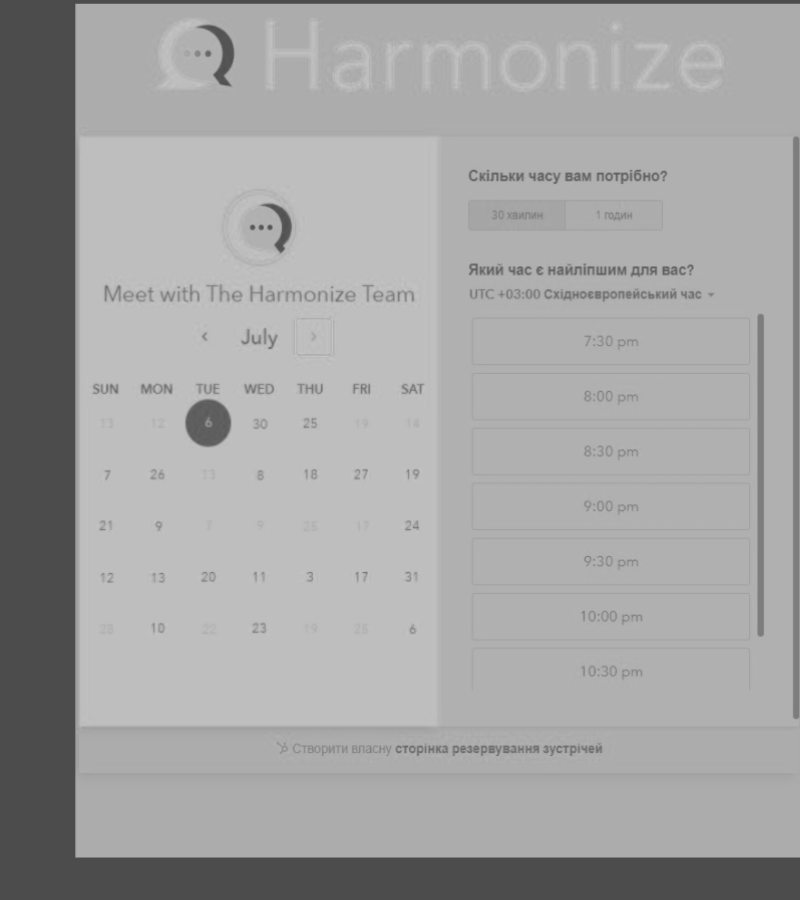 Harmonize
Meet with The Harmonize Team
July
SUN MON TUE WED THU FRI SAT
13 12 6 30 25 19 14
7 26 13 8 18 27 19
21 9 9 25 17 24
12 13 20 11 3 17 31
28 10 22 23 19 25 6
Скільки часу вам потрібно?
30 хвилин 1 годин
Який час є найліпшим для вас?
UTC +03:00 Східноєвропейський час
7:30 pm
8:00 pm
8:30 pm
9:00 pm
9:30 pm
10:00 pm
10:30 pm
Створити власну сторінка резервування зустрічей